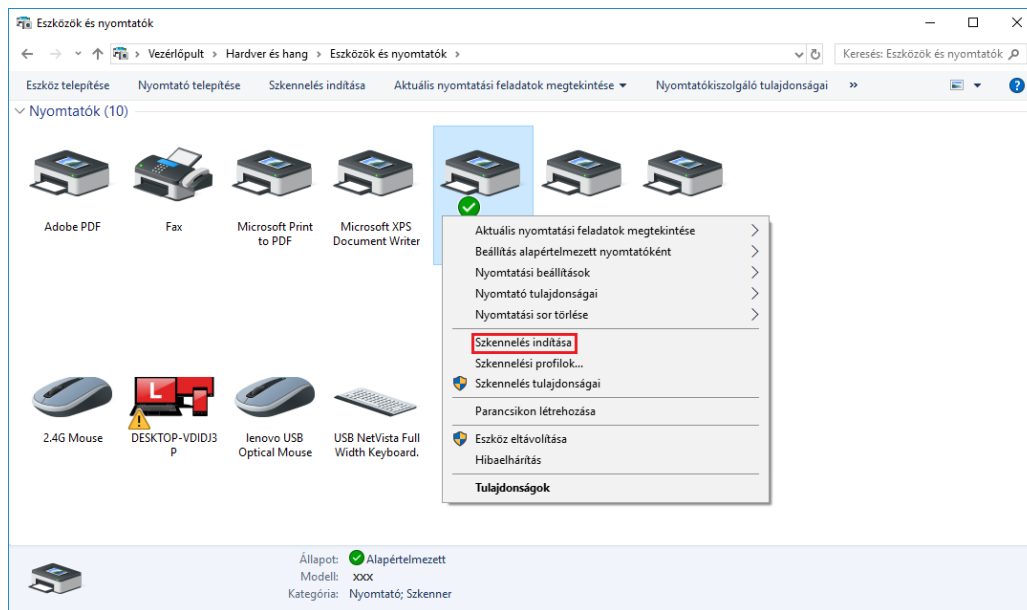 Eszközök és nyomtatók
Vezérlőpult > Hardver és hang > Eszközök és nyomtatók >
Keresés: Eszközök és nyomtatók
Eszköz telepítése
Nyomtató telepítése
Szkennelés indítása
Aktuális nyomtatási feladatok megtekintése
Nyomtatókiszolgáló tulajdonságai
»
?
Nyomtatók (10)
Adobe PDF
Fax
Microsoft Print
to PDF
Microsoft XPS
Document Writer
Aktuális nyomtatási feladatok megtekintése
Beállítás alapértelmezett nyomtatóként
Nyomtatási beállítások
Nyomtató tulajdonságai
Nyomtatási sor törlése
Szkennelés indítása
Szkennelési profilok...
Szkennelés tulajdonságai
Parancsikon létrehozása
Eszköz eltávolítása
Hibaelhárítás
Tulajdonságok
L
2.4G Mouse
DESKTOP-VDIDJ3
P
lenovo USB
Optical Mouse
USB NetVista Full
Width Keyboard.
Állapot: Alapértelmezett
Modell: xxx
Kategória: Nyomtató; Szkenner